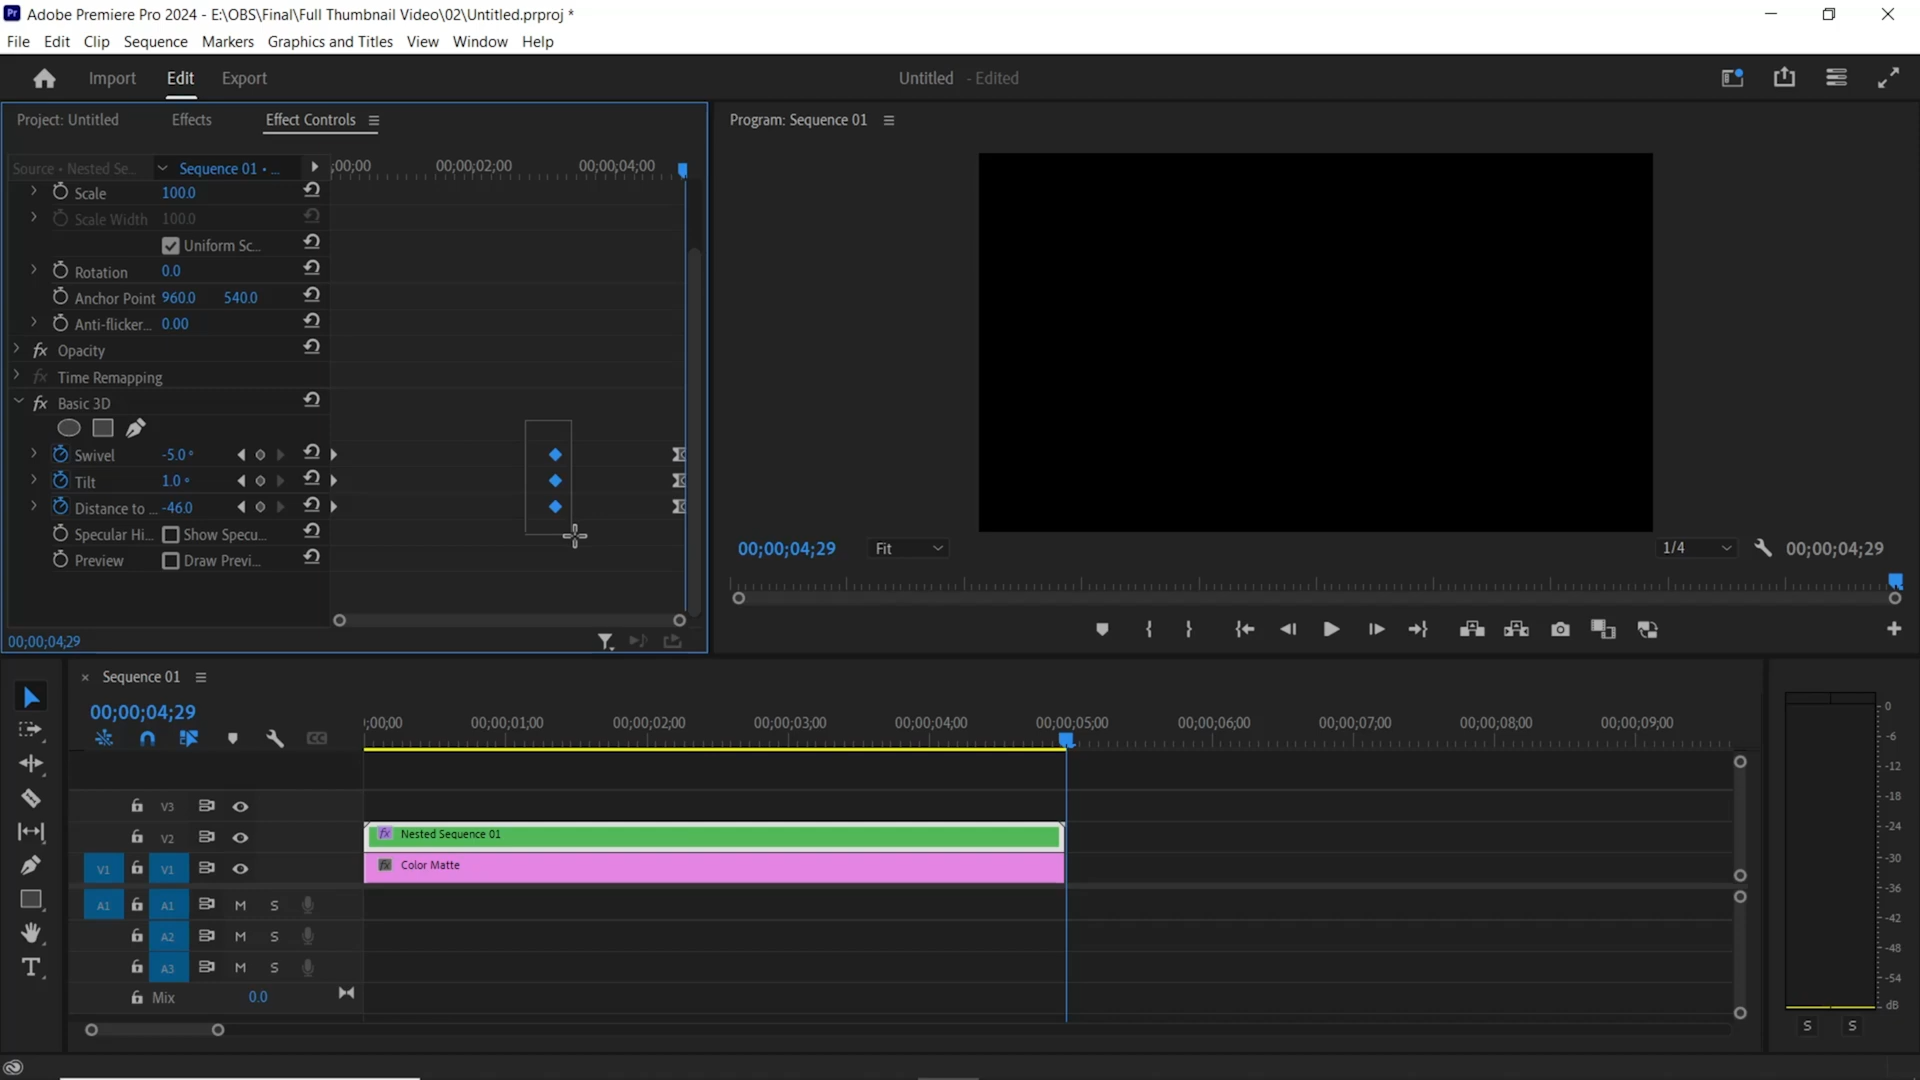 Adobe Premiere Pro 2024 - E:\OBS\Final\Full Thumbnail Video\02\Untitled.prproj *
File Edit Clip Sequence Markers Graphics and Titles View Window Help
Import Edit Export
Untitled - Edited
Project: Untitled Effects Effect Controls
Source • Nested Se... Sequence 01 • ...
;00;00 00;00;02;00 00;00;04;00
Scale 100.0
Scale Width 100.0
Uniform Sc...
Rotation 0.0
Anchor Point 960.0 540.0
Anti-flicker... 0.00
fx Opacity
fx Time Remapping
fx Basic 3D
Swivel -5.0 °
Tilt 1.0 °
Distance to ... -46.0
Specular Hi... Show Specu...
Preview Draw Previ...
00;00;04;29
Program: Sequence 01
00;00;04;29 Fit 1/4 00;00;04;29
Sequence 01
00;00;04;29
;00;00 00;00;01;00 00;00;02;00 00;00;03;00 00;00;04;00 00;00;05;00 00;00;06;00 00;00;07;00 00;00;08;00 00;00;09;00
V3
V2
fx Nested Sequence 01
V1 V1
fx Color Matte
A1 A1 M S
A2 M S
A3 M S
Mix 0.0
0
-6
-12
-18
-24
-30
-36
-42
-48
-54
dB
S S